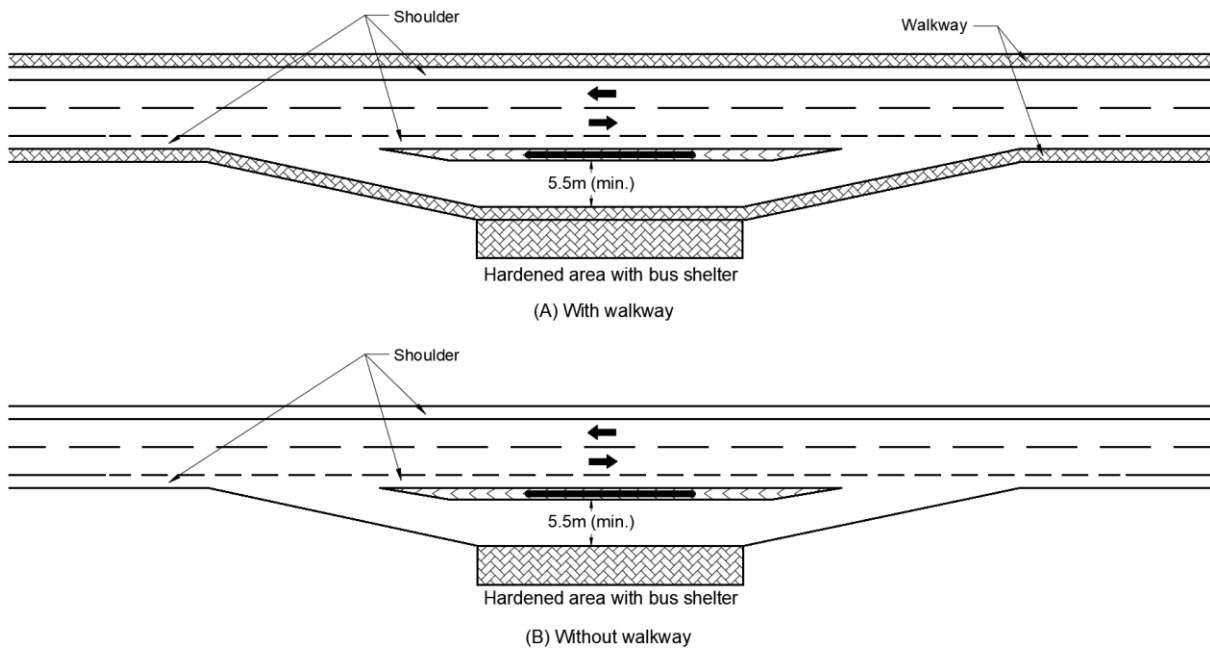 Shoulder
Walkway
5.5m (min.)
Hardened area with bus shelter
(A) With walkway
Shoulder
5.5m (min.)
Hardened area with bus shelter
(B) Without walkway